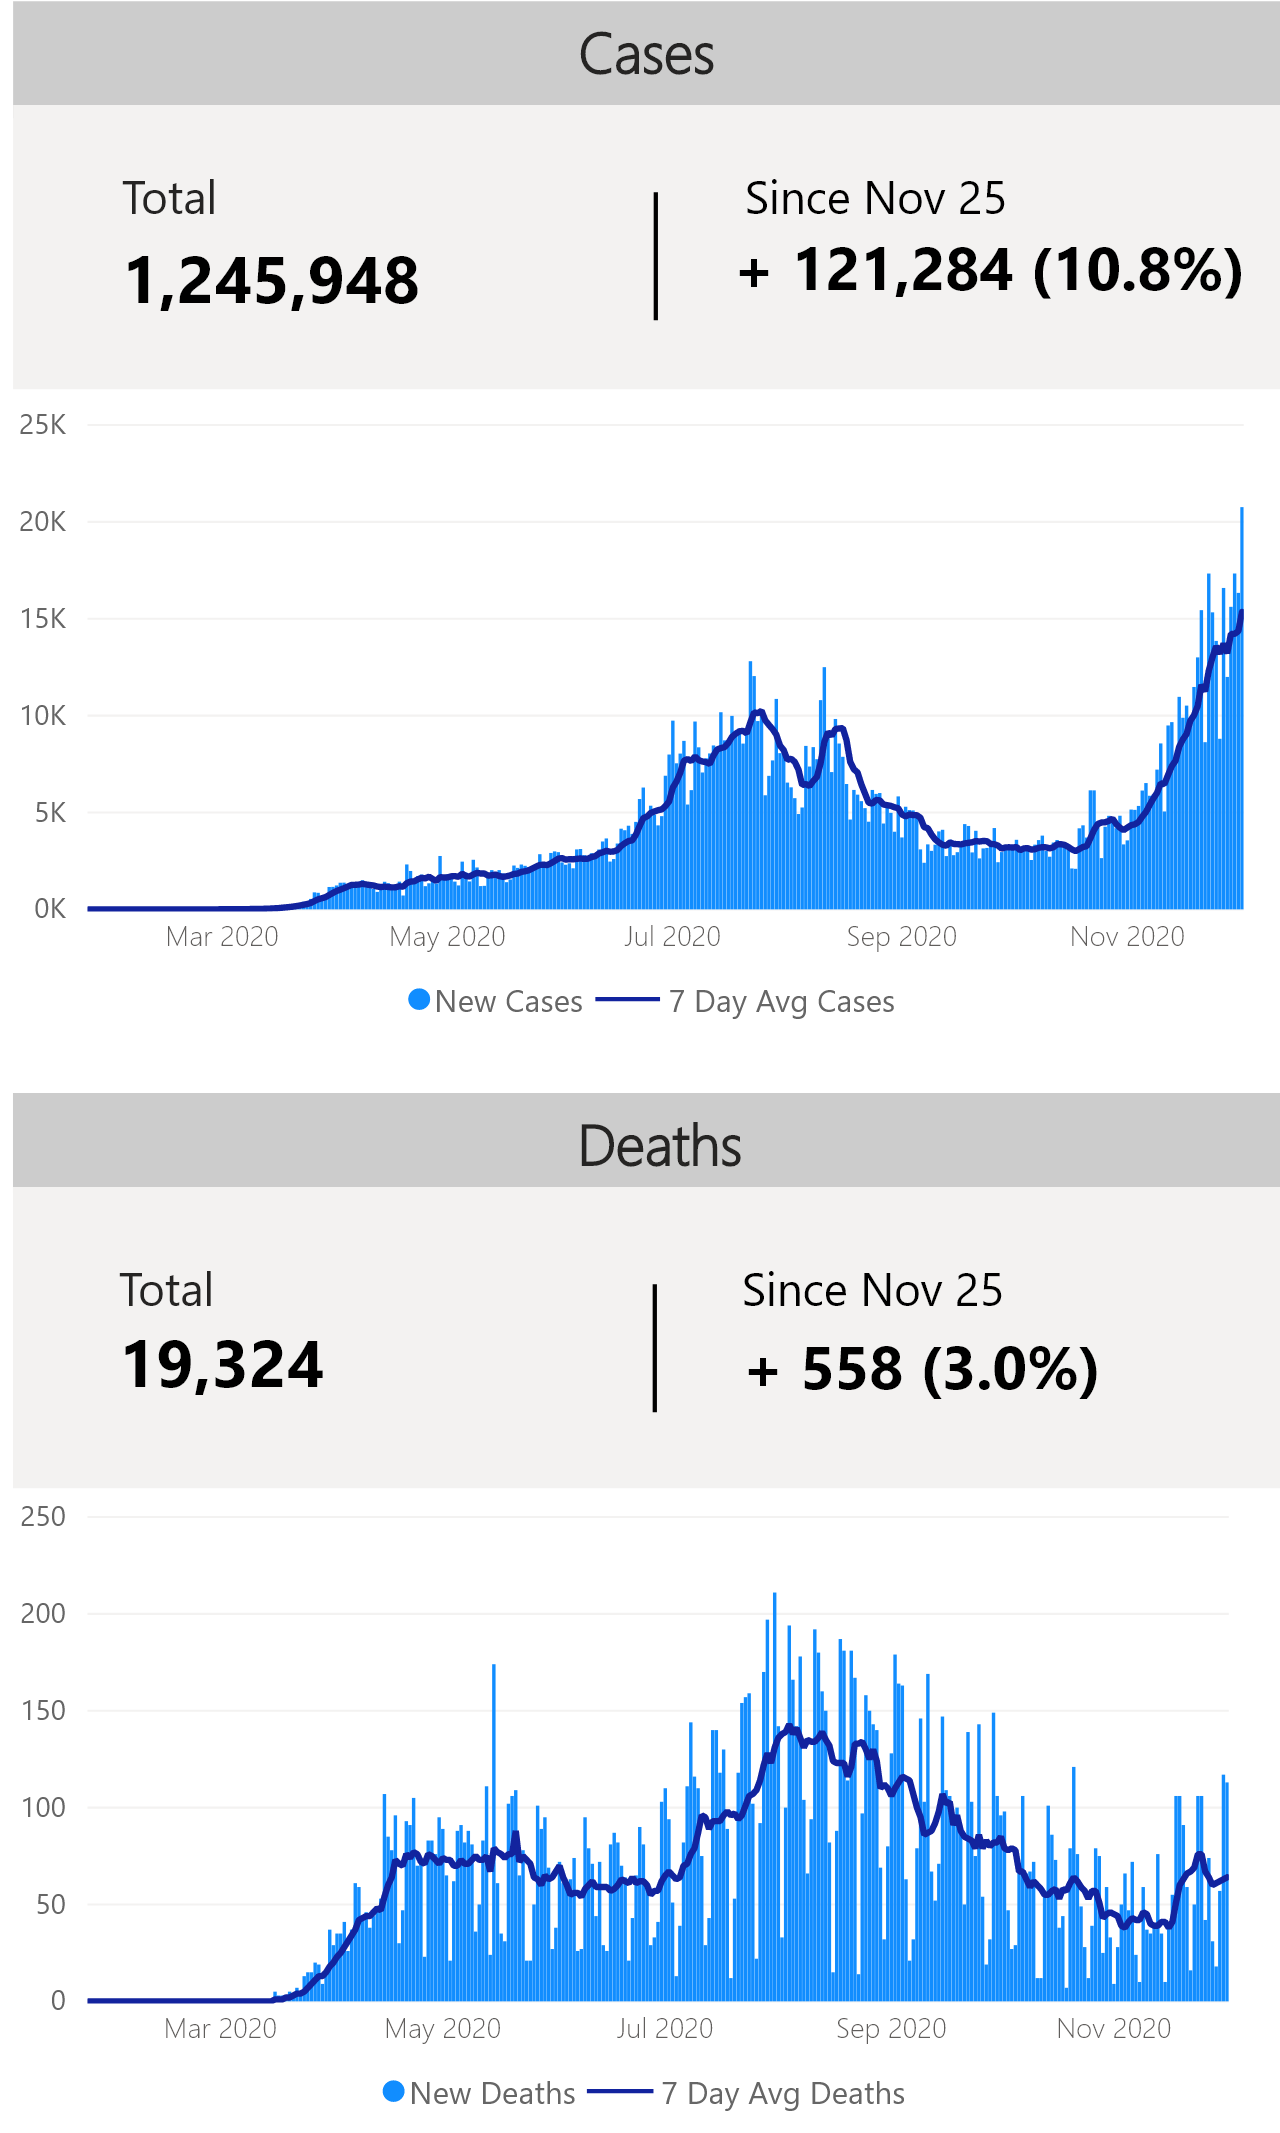 Cases
Total
1,245,948
Since Nov 25
+ 121,284 (10.8%)
25K
20K
15K
10K
5K
0K
Mar 2020 May 2020 Jul 2020 Sep 2020 Nov 2020
New Cases 7 Day Avg Cases
Deaths
Total
19,324
Since Nov 25
+ 558 (3.0%)
250
200
150
100
50
0
Mar 2020 May 2020 Jul 2020 Sep 2020 Nov 2020
New Deaths 7 Day Avg Deaths